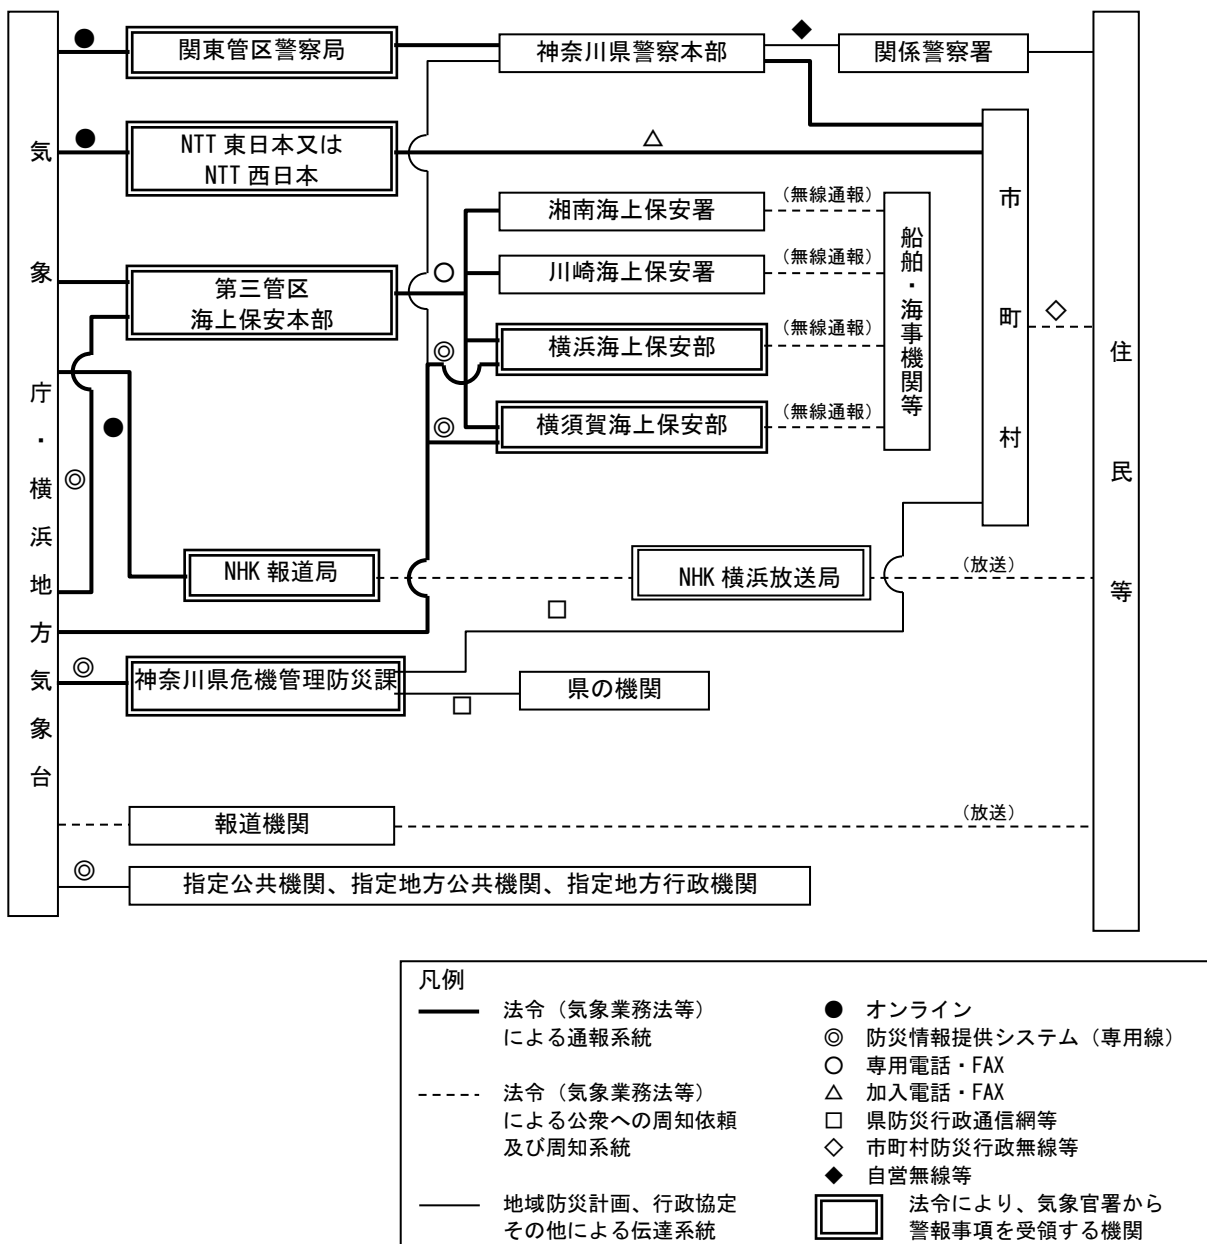 気象庁・横浜地方気象台
関東管区警察局
神奈川県警察本部
関係警察署
NTT 東日本又は
NTT 西日本
市町村
住民等
湘南海上保安署
(無線通報)
船舶・海事機関等
川崎海上保安署
(無線通報)
第三管区
海上保安本部
横浜海上保安部
(無線通報)
横須賀海上保安部
(無線通報)
NHK 報道局
NHK 横浜放送局
(放送)
神奈川県危機管理防災課
県の機関
報道機関
(放送)
指定公共機関、指定地方公共機関、指定地方行政機関
凡例
法令（気象業務法等）
による通報系統
法令（気象業務法等）
による公衆への周知依頼
及び周知系統
地域防災計画、行政協定
その他による伝達系統
● オンライン
◎ 防災情報提供システム（専用線）
○ 専用電話・FAX
△ 加入電話・FAX
□ 県防災行政通信網等
◇ 市町村防災行政無線等
◆ 自営無線等
法令により、気象官署から
警報事項を受領する機関